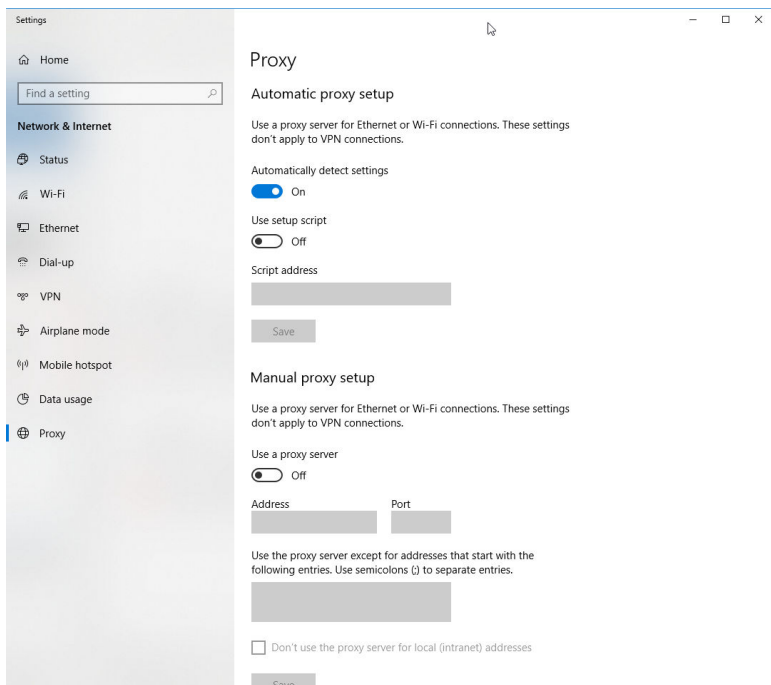 Settings
Home
Find a setting
Network & Internet
Status
Wi-Fi
Ethernet
Dial-up
VPN
Airplane mode
Mobile hotspot
Data usage
Proxy
Proxy
Automatic proxy setup
Use a proxy server for Ethernet or Wi-Fi connections. These settings
don't apply to VPN connections.
Automatically detect settings
On
Use setup script
Off
Script address
Save
Manual proxy setup
Use a proxy server for Ethernet or Wi-Fi connections. These settings
don't apply to VPN connections.
Use a proxy server
Off
Address Port
Use the proxy server except for addresses that start with the
following entries. Use semicolons (;) to separate entries.
Don't use the proxy server for local (intranet) addresses
Save